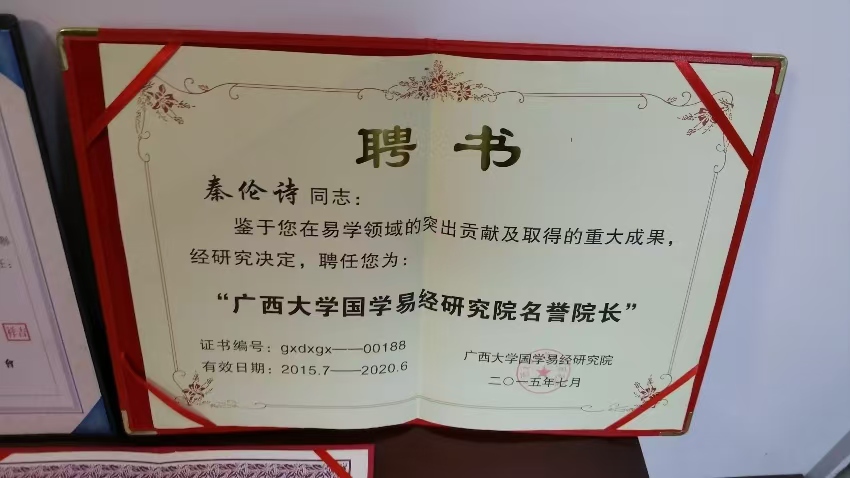 聘书
秦伦诗 同志：
鉴于您在易学领域的突出贡献及取得的重大成果，
经研究决定，聘任您为：
“广西大学国学易经研究院名誉院长”
证书编号：gxdxgx——00188
有效日期：2015.7——2020.6
广西大学国学易经研究院
二〇一五年七月